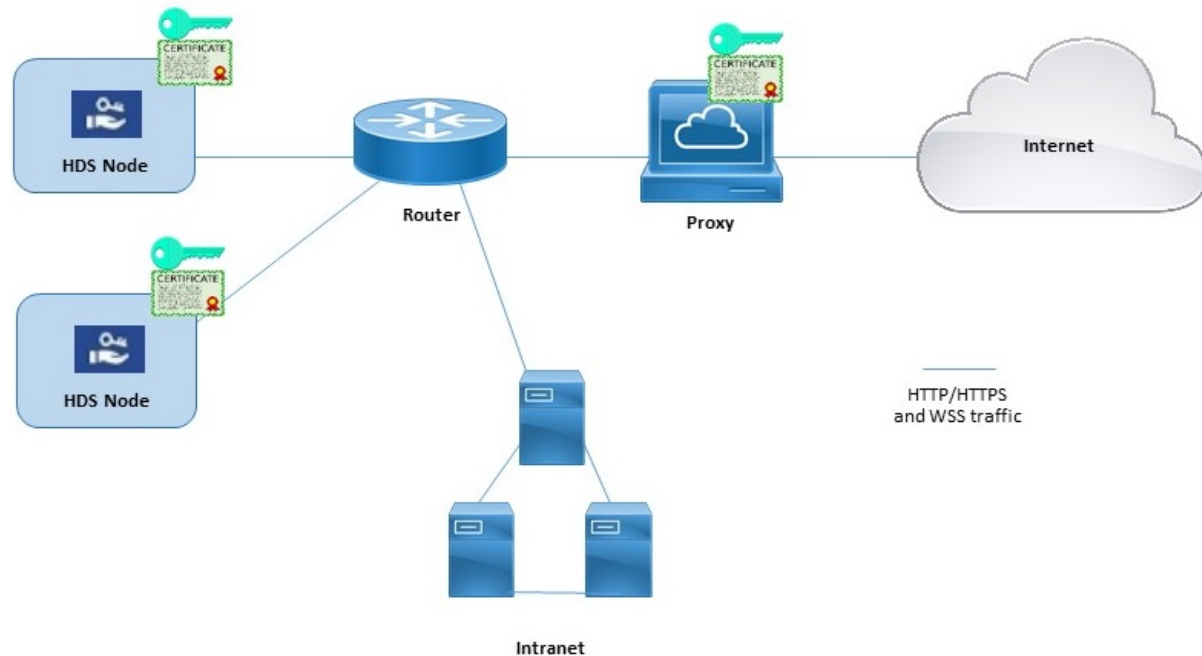 CERTIFICATE
HDS Node
Router
CERTIFICATE
Proxy
Internet
CERTIFICATE
HDS Node
HTTP/HTTPS
and WSS traffic
Intranet